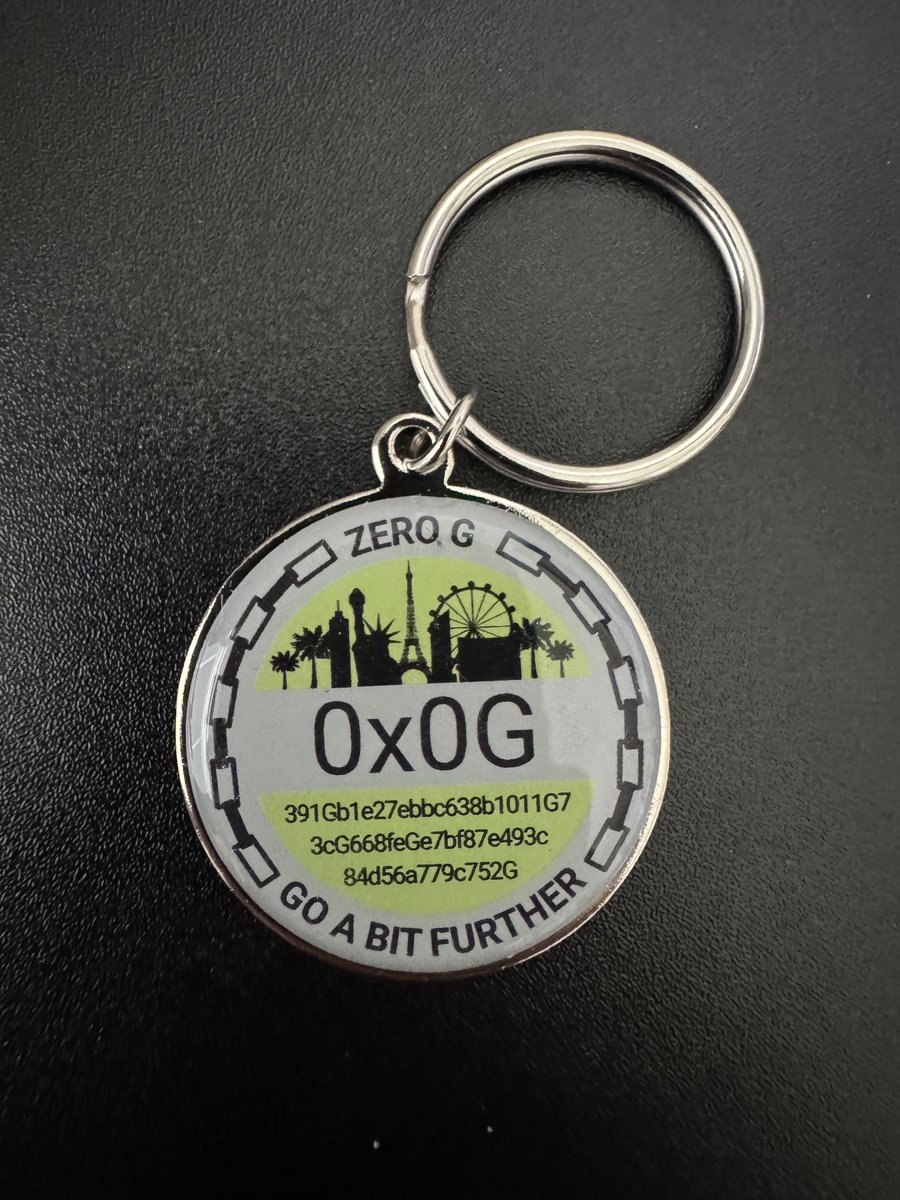 ZERO G
0x0G
391Gb1e27ebbc638b1011G7
3cG668feGe7bf87e493c
84d56a779c752G
GO A BIT FURTHER